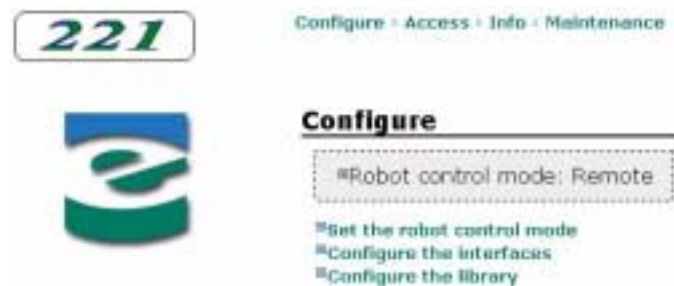 221
Configure · Access · Info · Maintenance
Configure
Robot control mode: Remote
Set the robot control mode
Configure the interfaces
Configure the library